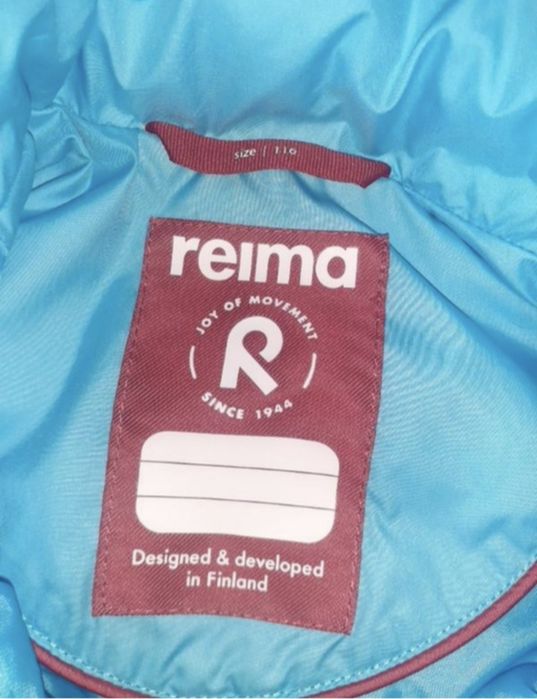 size | 116
reima
JOY OF MOVEMENT
R
SINCE 1944
Designed & developed
in Finland